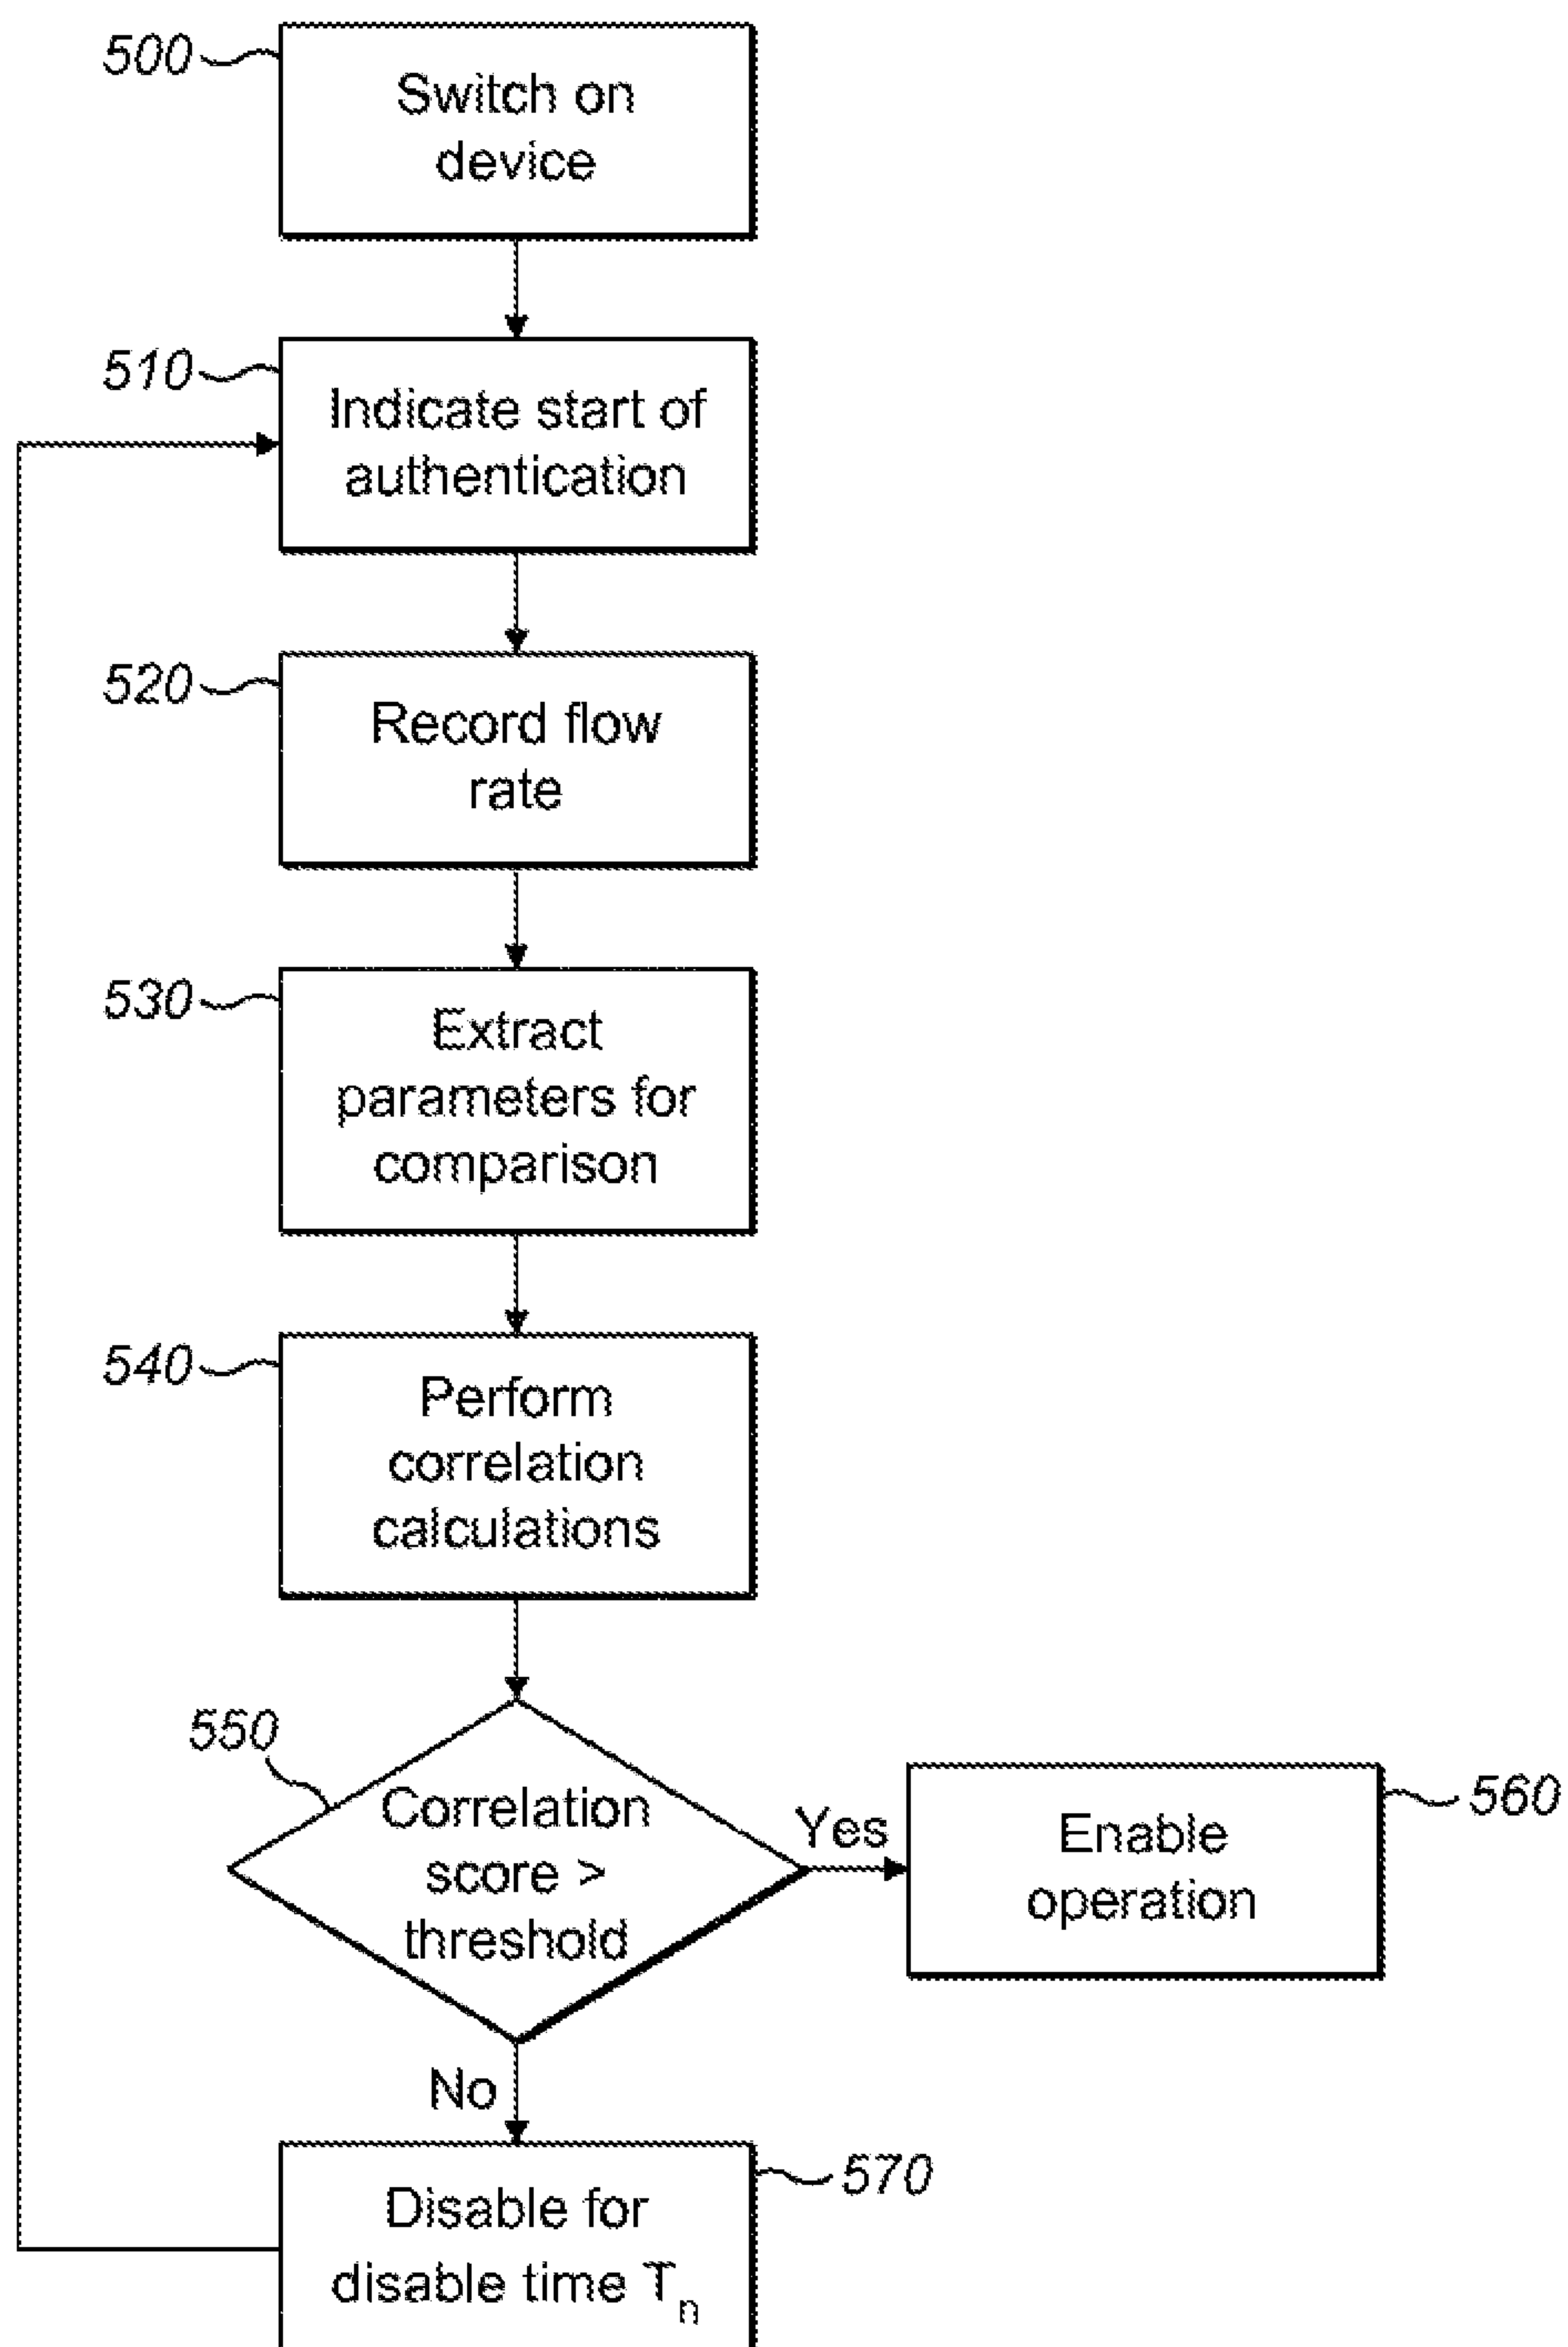 500
Switch on
device
510
Indicate start of
authentication
520
Record flow
rate
530
Extract
parameters for
comparison
540
Perform
correlation
calculations
550
Correlation
score >
threshold
Yes
560
Enable
operation
No
570
Disable for
disable time Tn